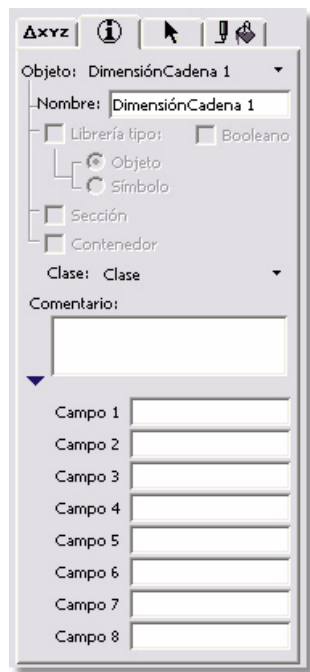 ΔXYZ
Objeto: DimensiónCadena 1
Nombre: DimensiónCadena 1
Librería tipo: Booleano
Objeto
Símbolo
Sección
Contenedor
Clase: Clase
Comentario:
Campo 1
Campo 2
Campo 3
Campo 4
Campo 5
Campo 6
Campo 7
Campo 8